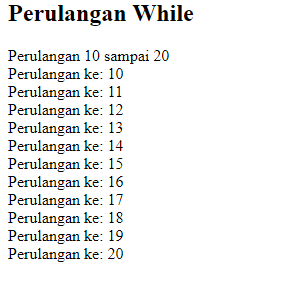 Perulangan While
Perulangan 10 sampai 20
Perulangan ke: 10
Perulangan ke: 11
Perulangan ke: 12
Perulangan ke: 13
Perulangan ke: 14
Perulangan ke: 15
Perulangan ke: 16
Perulangan ke: 17
Perulangan ke: 18
Perulangan ke: 19
Perulangan ke: 20